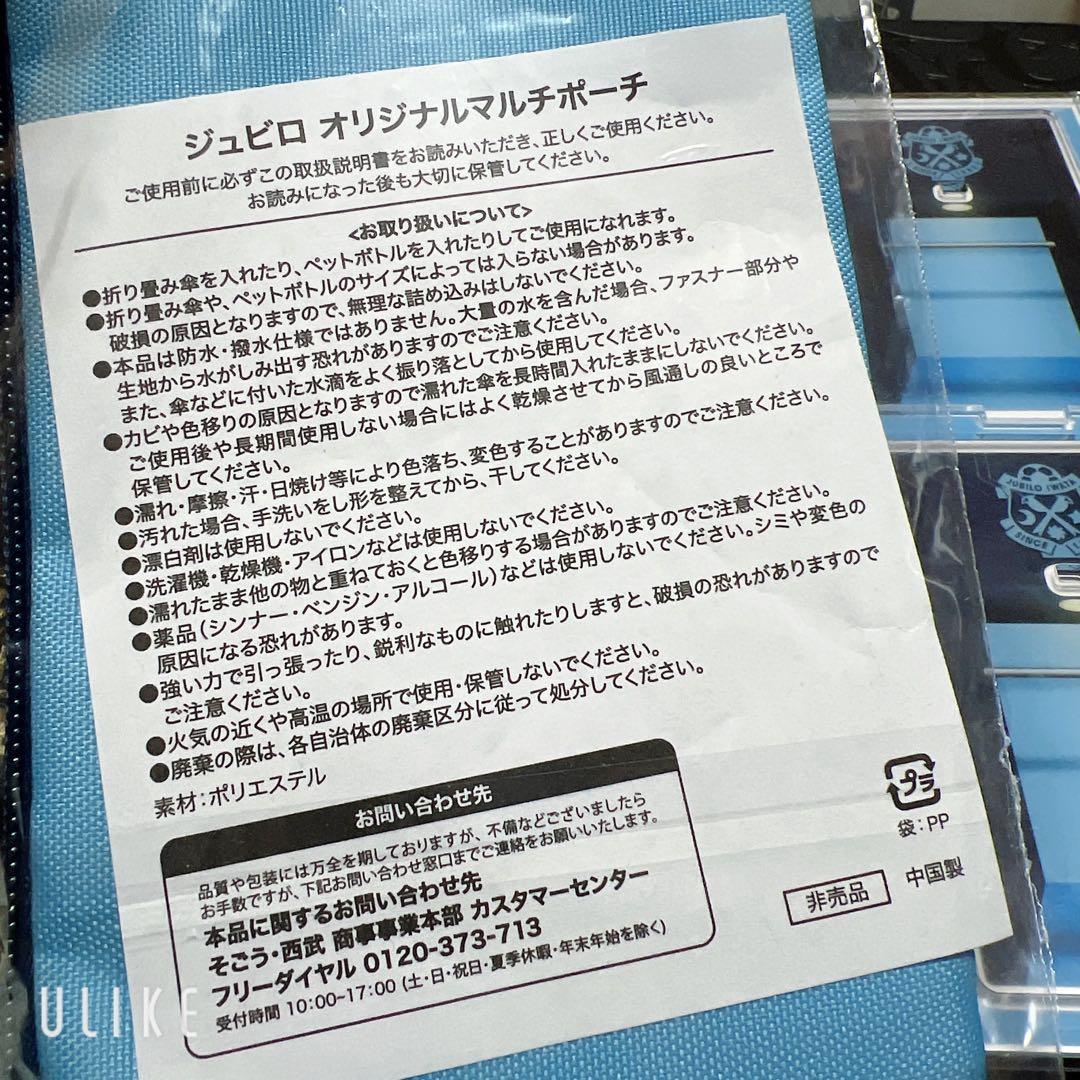 ジュビロ オリジナルマルチポーチ
ご使用前に必ずこの取扱説明書をお読みいただき、正しくご使用ください。
お読みになった後も大切に保管してください。
<お取り扱いについて>
●折り畳み傘を入れたり、ペットボトルを入れたりしてご使用になれます。
●折り畳み傘や、ペットボトルのサイズによっては入らない場合があります。
破損の原因となりますので、無理な詰め込みはしないでください。
●本品は防水・撥水仕様ではありません。大量の水を含んだ場合、ファスナー部分や
生地から水がしみ出す恐れがありますのでご注意ください。
また、傘などに付いた水滴をよく振り落としてから使用してください。
●カビや色移りの原因となりますので濡れた傘を長時間入れたままにしないでください。
ご使用後や長期間使用しない場合にはよく乾燥させてから風通しの良いところで
保管してください。
●濡れ・摩擦・汗・日焼け等により色落ち、変色することがありますのでご注意ください。
●汚れた場合、手洗いをし形を整えてから、干してください。
●漂白剤は使用しないでください。
●洗濯機・乾燥機・アイロンなどは使用しないでください。
●濡れたまま他の物と重ねておくと色移りする場合がありますのでご注意ください。
●薬品(シンナー・ベンジン・アルコール)などは使用しないでください。シミや変色の
原因になる恐れがあります。
●強い力で引っ張ったり、鋭利なものに触れたりしますと、破損の恐れがありますので
ご注意ください。
●火気の近くや高温の場所で使用・保管しないでください。
●廃棄の際は、各自治体の廃棄区分に従って処分してください。
素材:ポリエステル
お問い合わせ先
品質や包装には万全を期しておりますが、不備などございましたら
お手数ですが、下記お問い合わせ窓口までご連絡をお願いいたします。
本品に関するお問い合わせ先
そごう・西武 商事事業本部 カスタマーセンター
フリーダイヤル 0120-373-713
受付時間 10:00~17:00 (土・日・祝日・夏季休暇・年末年始を除く)
プラ
袋:PP
非売品
中国製
JUBILO IWATA
SINCE
ULIKE